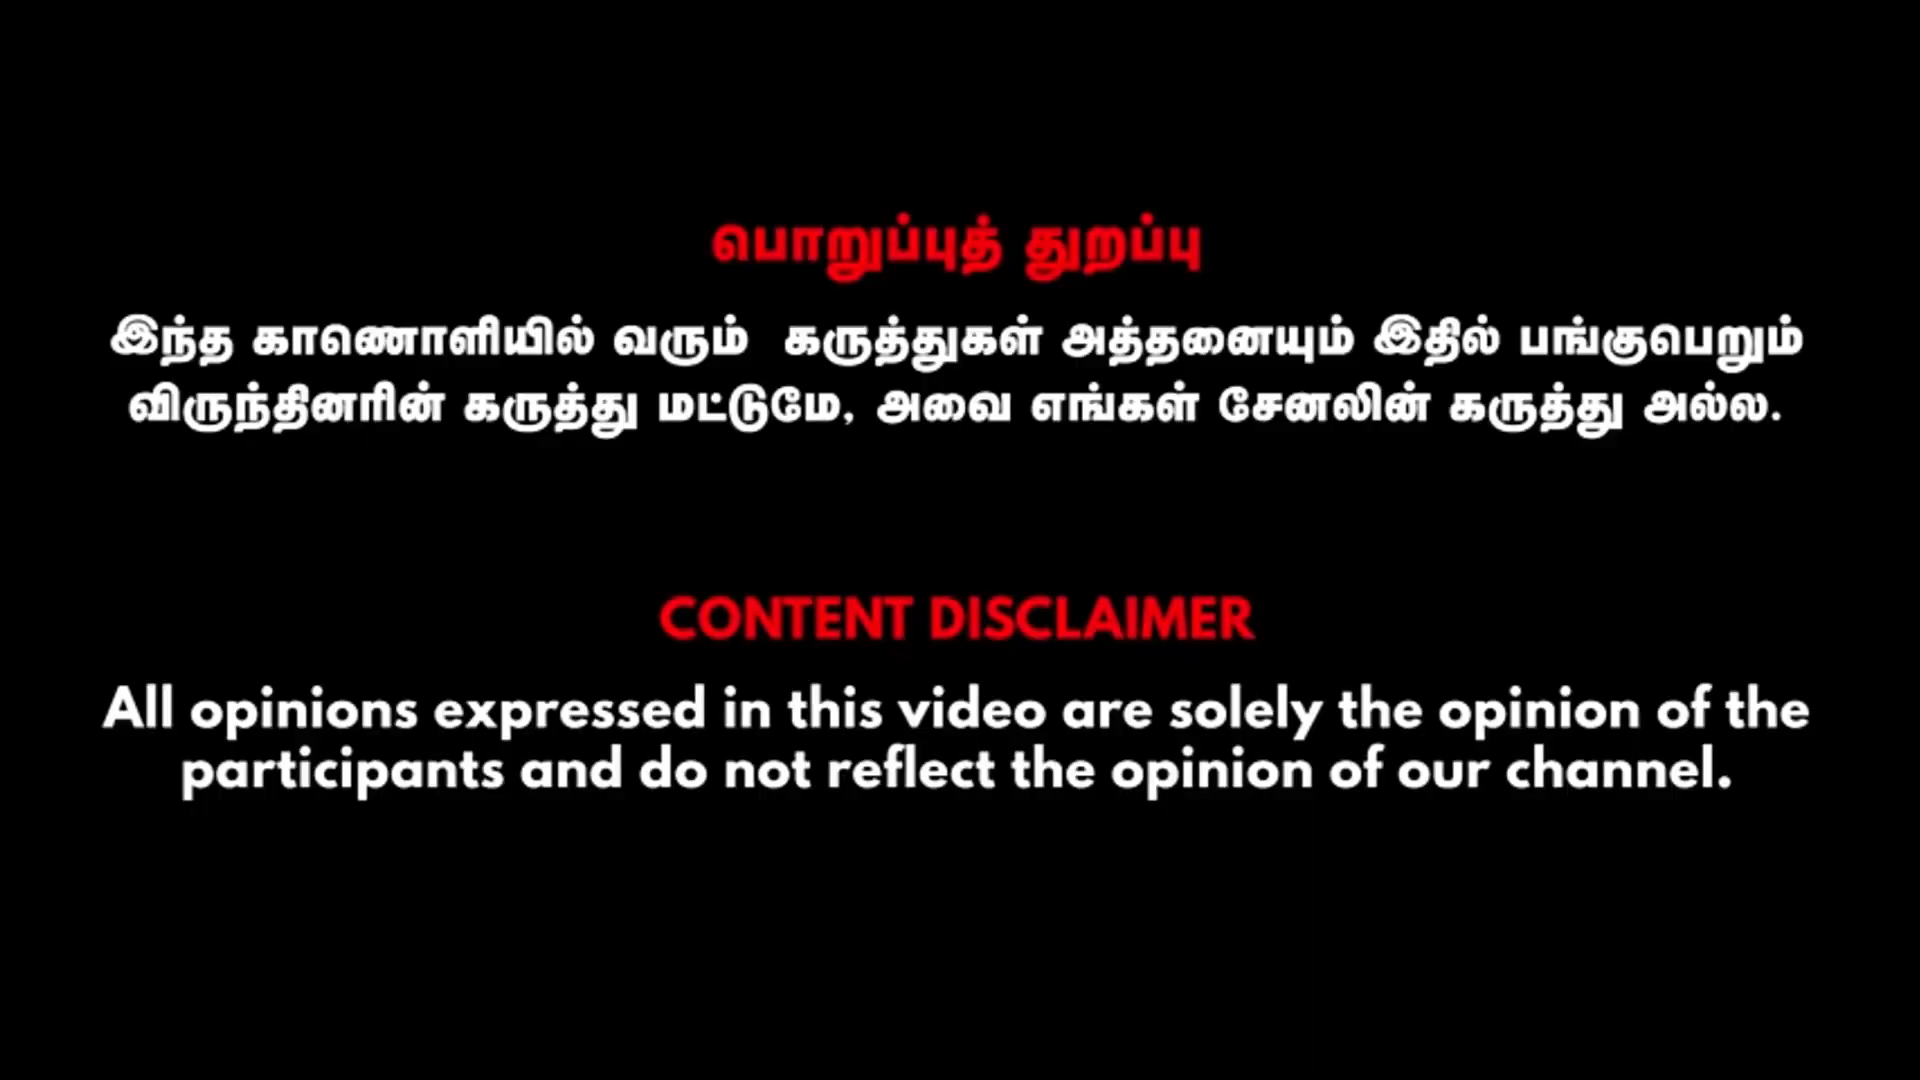 பொறுப்புத் துறப்பு
இந்த காணொளியில் வரும் கருத்துகள் அத்தனையும் இதில் பங்குபெறும்
விருந்தினரின் கருத்து மட்டுமே, அவை எங்கள் சேனலின் கருத்து அல்ல.
CONTENT DISCLAIMER
All opinions expressed in this video are solely the opinion of the
participants and do not reflect the opinion of our channel.